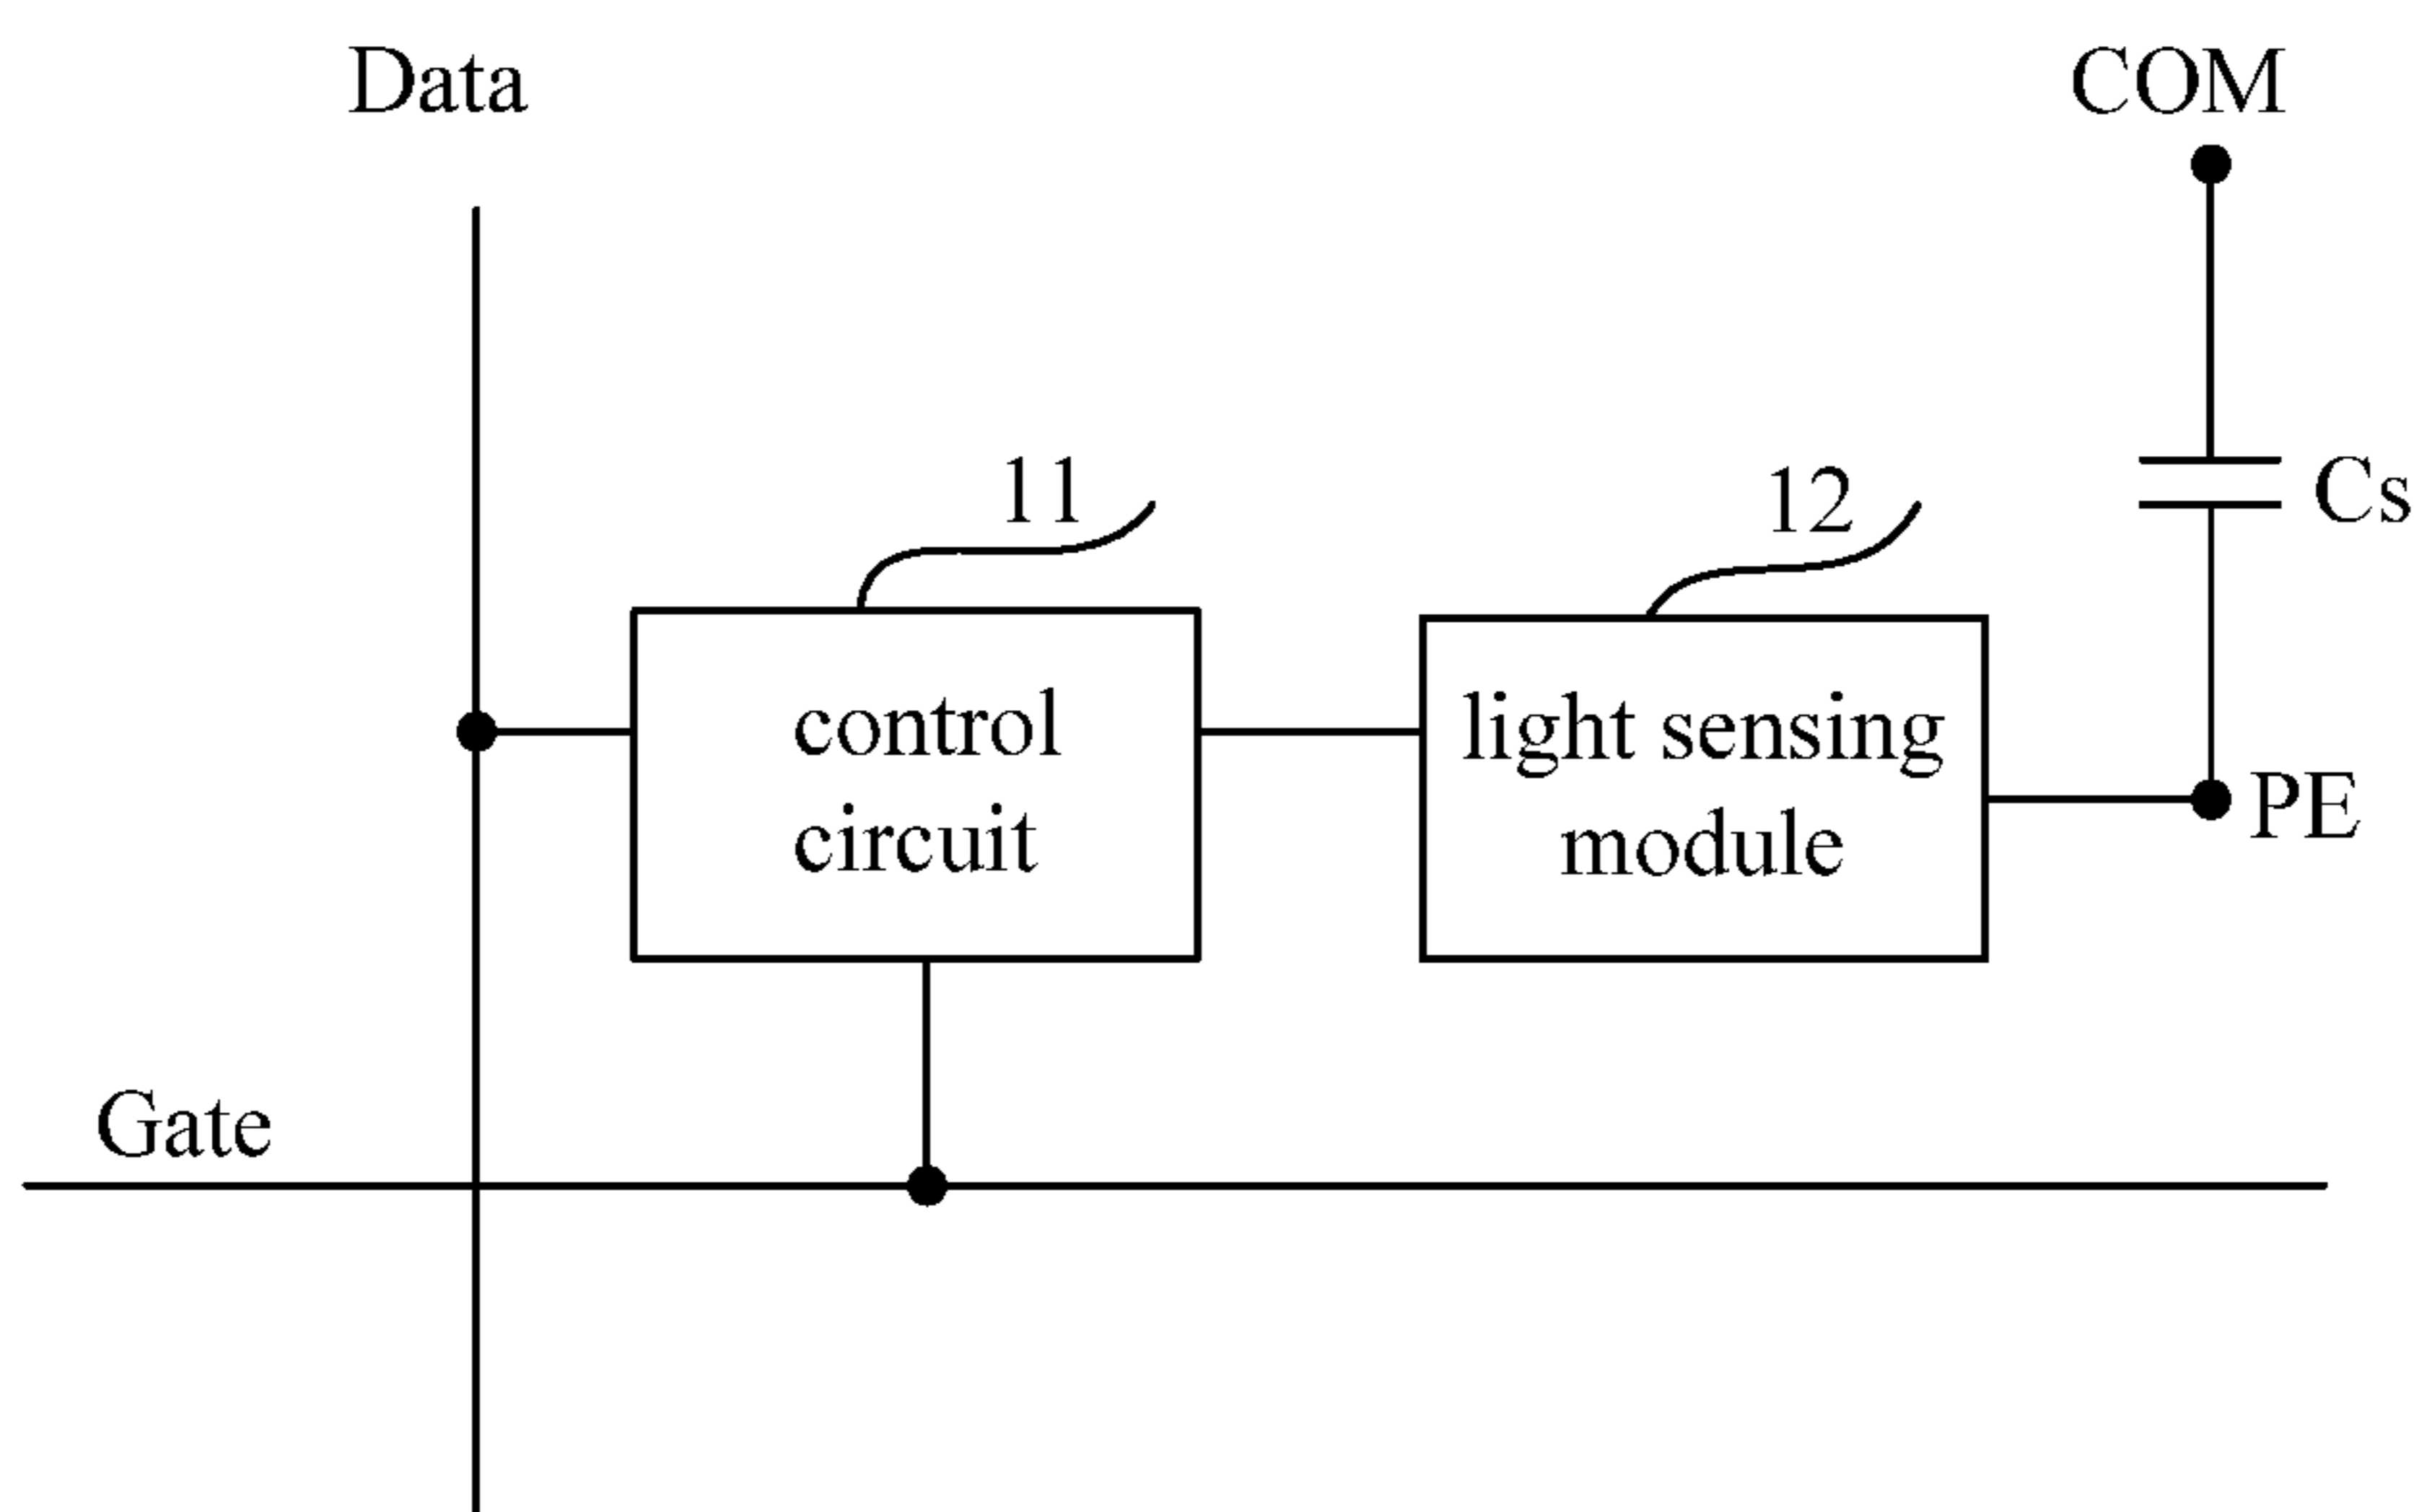 Data
COM
11
12
Cs
control
circuit
light sensing
module
PE
Gate